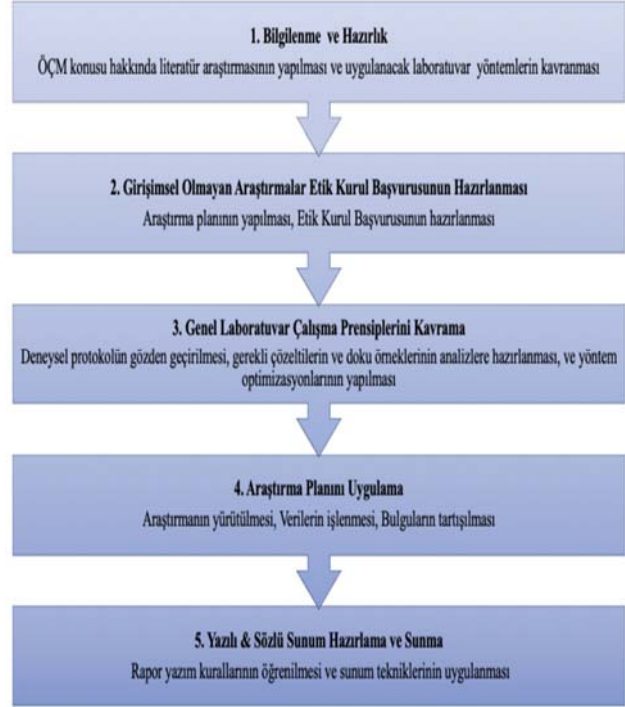 1. Bilgilenme ve Hazırlık
ÖÇM konusu hakkında literatür araştırmasının yapılması ve uygulanacak laboratuvar yöntemlerin kavranması
2. Girişimsel Olmayan Araştırmalar Etik Kurul Başvurusunun Hazırlanması
Araştırma planının yapılması, Etik Kurul Başvurusunun hazırlanması
3. Genel Laboratuvar Çalışma Prensiplerini Kavrama
Deneysel protokolün gözden geçirilmesi, gerekli çözeltilerin ve doku örneklerinin analizlere hazırlanması, ve yöntem
optimizasyonlarının yapılması
4. Araştırma Planını Uygulama
Araştırmanın yürütülmesi, Verilerin işlenmesi, Bulguların tartışılması
5. Yazılı & Sözlü Sunum Hazırlama ve Sunma
Rapor yazım kurallarının öğrenilmesi ve sunum tekniklerinin uygulanması